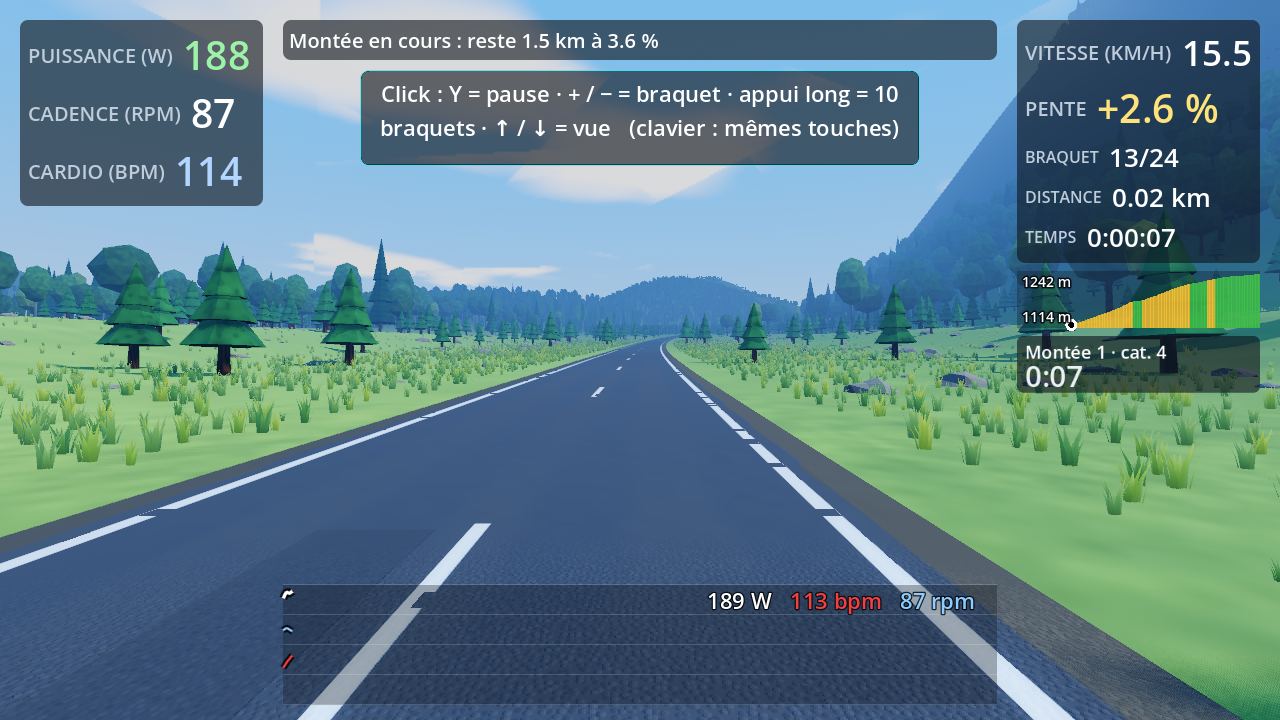 PUISSANCE (W) 188
CADENCE (RPM) 87
CARDIO (BPM) 114
Montée en cours : reste 1.5 km à 3.6 %
Click : Y = pause · + / − = braquet · appui long = 10
braquets · ↑ / ↓ = vue (clavier : mêmes touches)
VITESSE (KM/H) 15.5
PENTE +2.6 %
BRAQUET 13/24
DISTANCE 0.02 km
TEMPS 0:00:07
1242 m
1114 m
Montée 1 · cat. 4
0:07
189 W 113 bpm 87 rpm